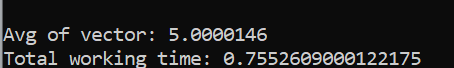 Avg of vector: 5.0000146
Total working time: 0.7552609000122175